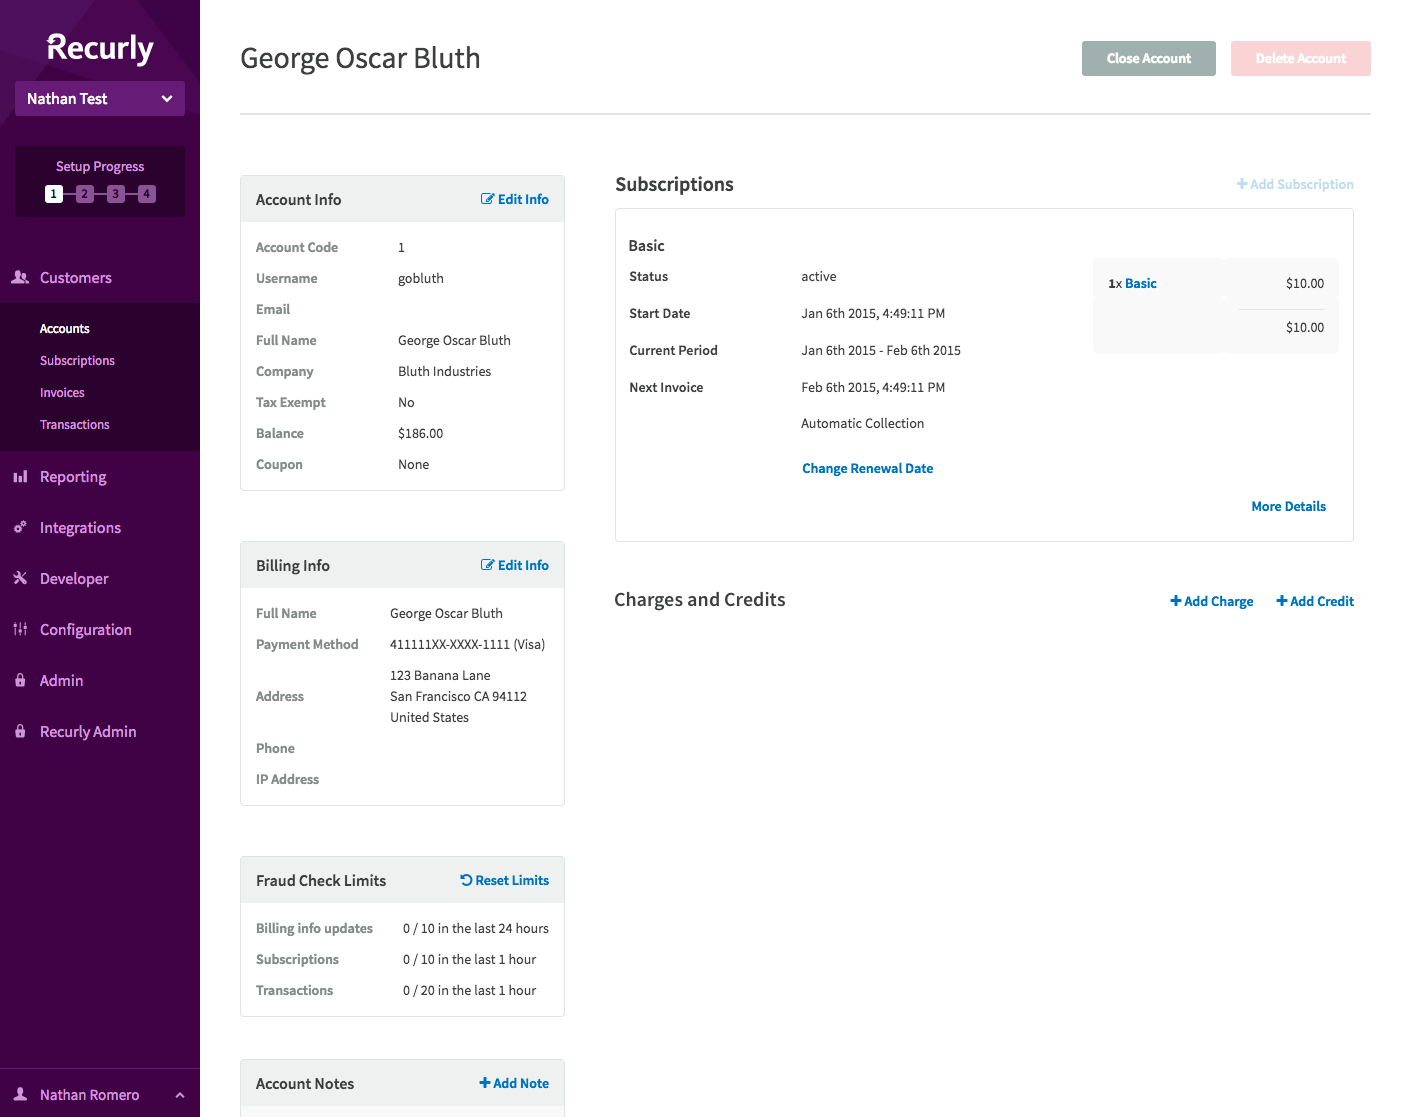 Recurly
Nathan Test
Setup Progress
1 2 3 4
Customers
Accounts
Subscriptions
Invoices
Transactions
Reporting
Integrations
Developer
Configuration
Admin
Recurly Admin
Nathan Romero
George Oscar Bluth
Close Account
Delete Account
Account Info
Edit Info
Account Code 1
Username gobluth
Email
Full Name George Oscar Bluth
Company Bluth Industries
Tax Exempt No
Balance $186.00
Coupon None
Billing Info
Edit Info
Full Name George Oscar Bluth
Payment Method 411111XX-XXXX-1111 (Visa)
Address
123 Banana Lane
San Francisco CA 94112
United States
Phone
IP Address
Fraud Check Limits
Reset Limits
Billing info updates 0 / 10 in the last 24 hours
Subscriptions 0 / 10 in the last 1 hour
Transactions 0 / 20 in the last 1 hour
Account Notes
+ Add Note
Subscriptions
+ Add Subscription
Basic
Status active
Start Date Jan 6th 2015, 4:49:11 PM
Current Period Jan 6th 2015 - Feb 6th 2015
Next Invoice Feb 6th 2015, 4:49:11 PM
Automatic Collection
Change Renewal Date
1x Basic $10.00
$10.00
More Details
Charges and Credits
+ Add Charge
+ Add Credit